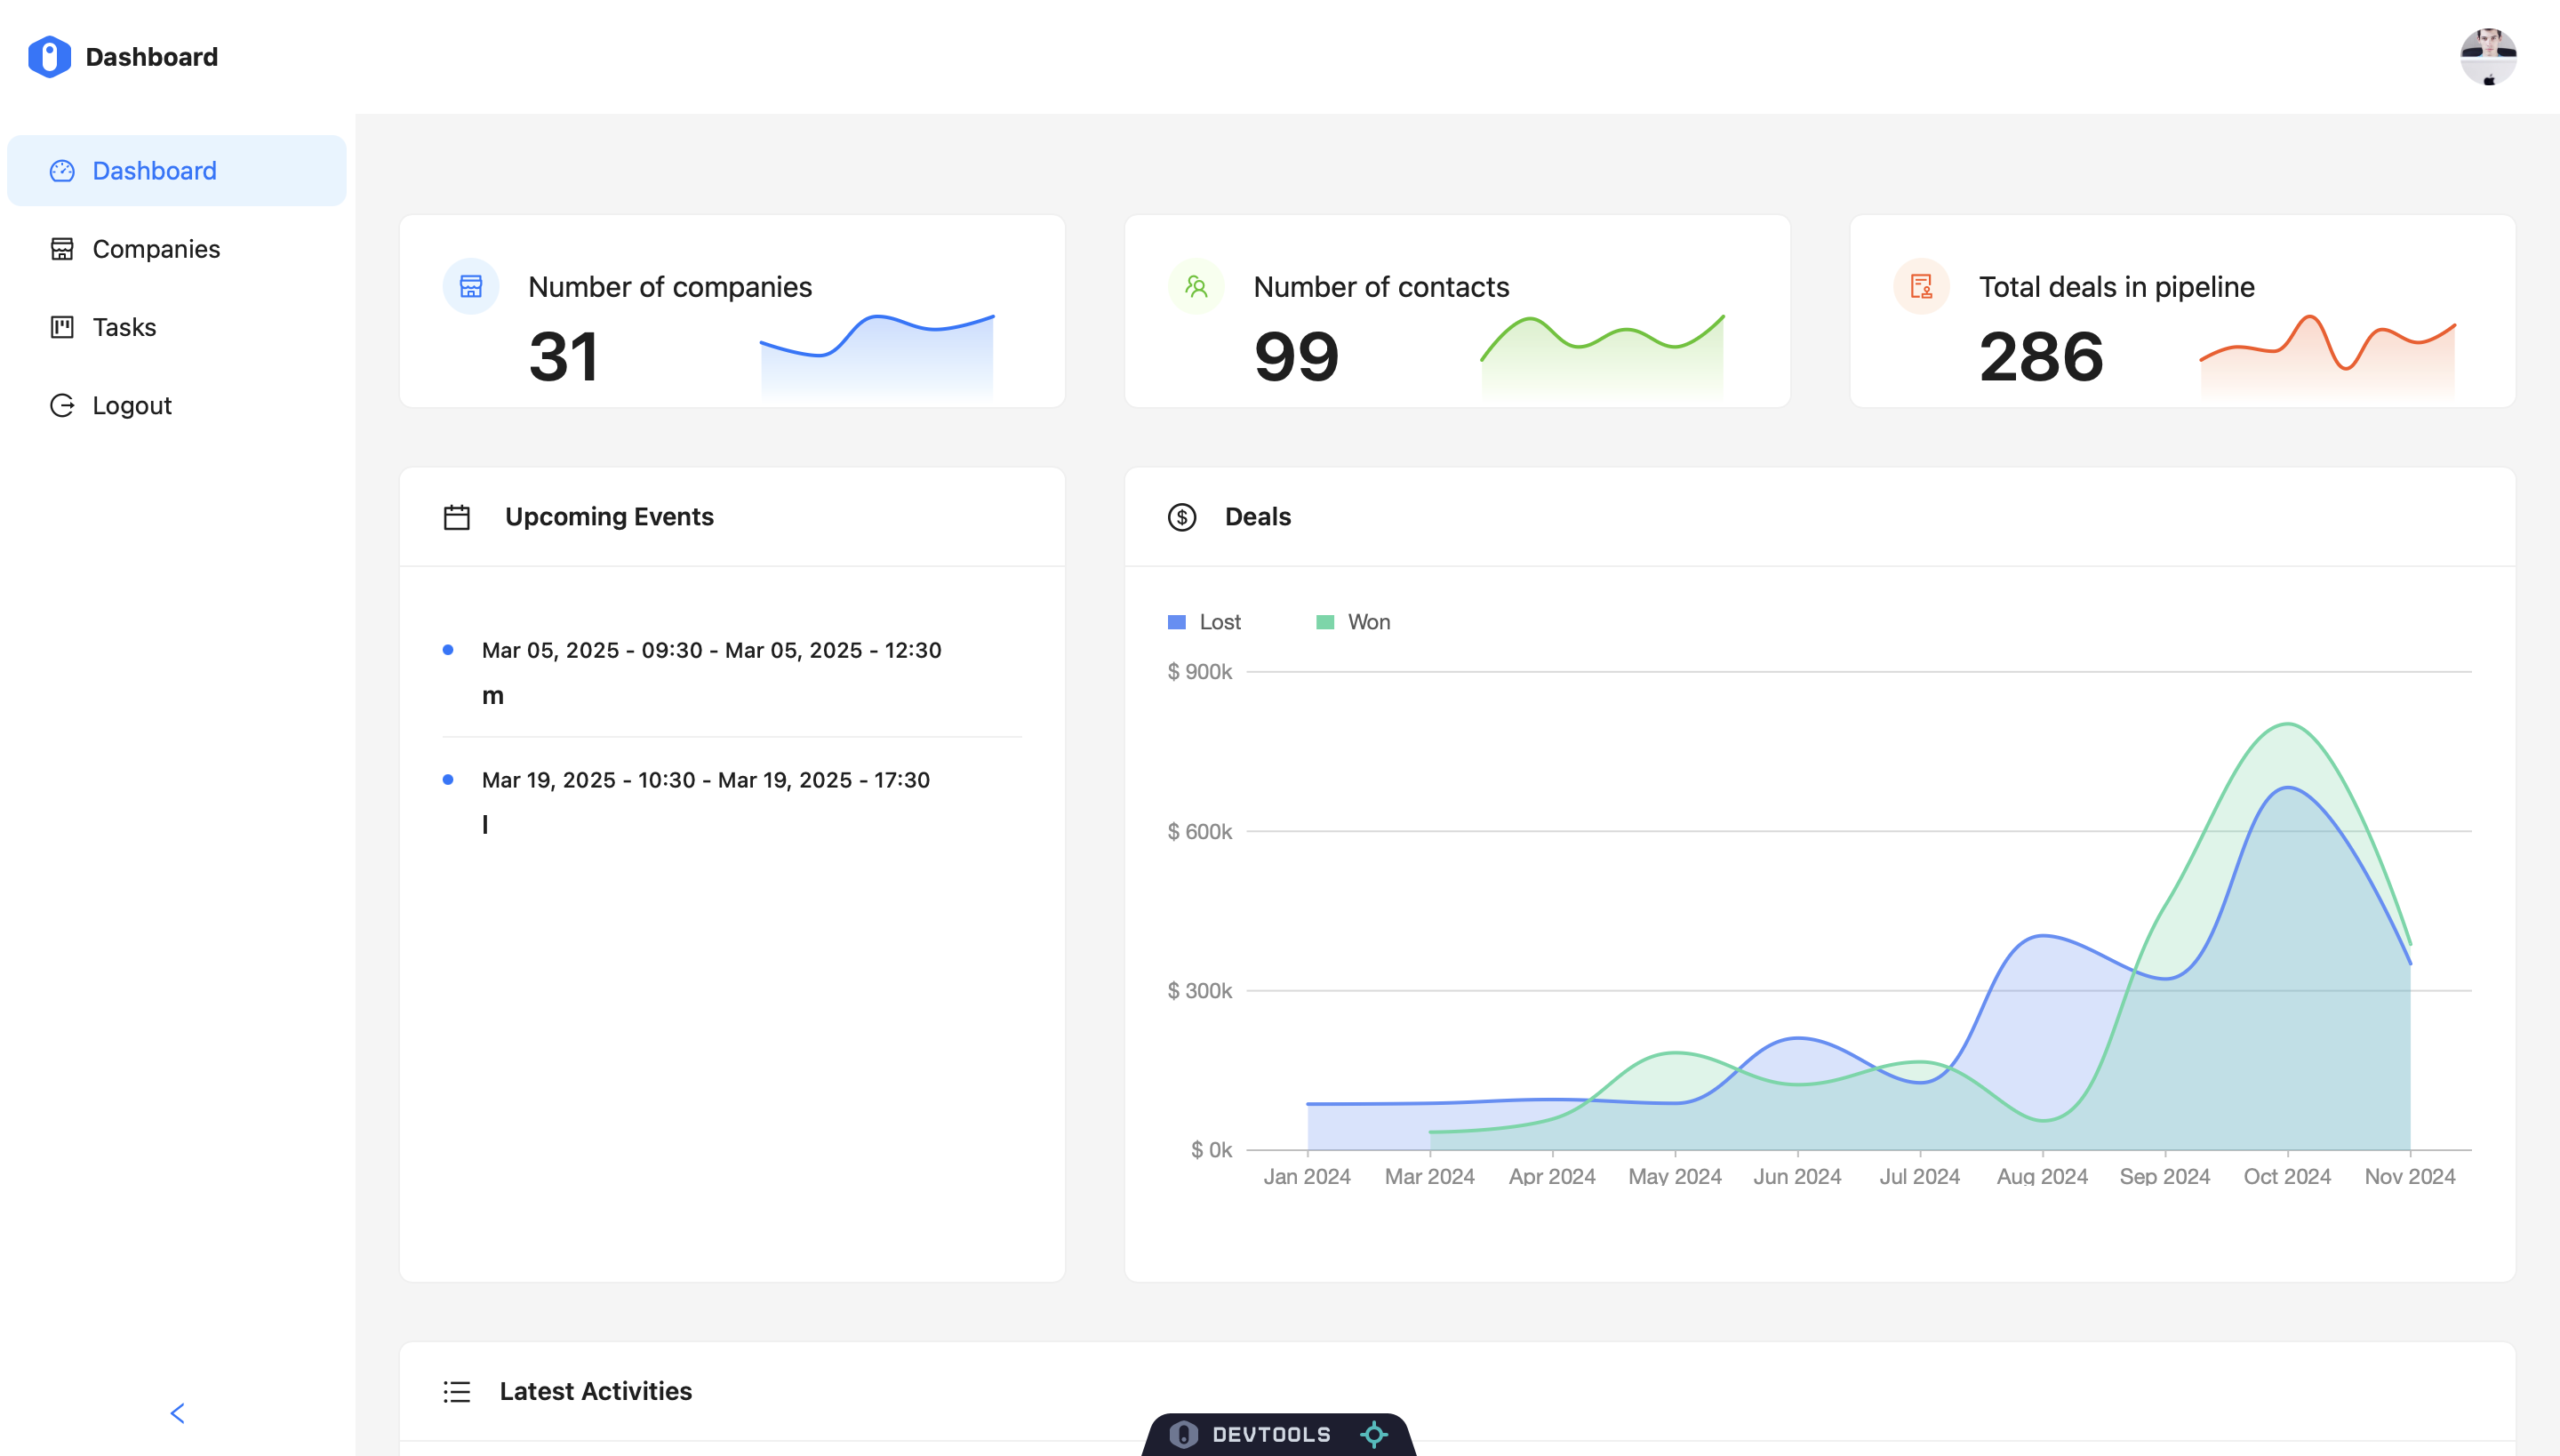 Dashboard
Dashboard
Companies
Tasks
Logout
Number of companies
31
Number of contacts
99
Total deals in pipeline
286
Upcoming Events
Mar 05, 2025 - 09:30 - Mar 05, 2025 - 12:30
m
Mar 19, 2025 - 10:30 - Mar 19, 2025 - 17:30
l
Deals
Lost Won
$ 900k
$ 600k
$ 300k
$ 0k
Jan 2024 Mar 2024 Apr 2024 May 2024 Jun 2024 Jul 2024 Aug 2024 Sep 2024 Oct 2024 Nov 2024
Latest Activities
DEVTOOLS